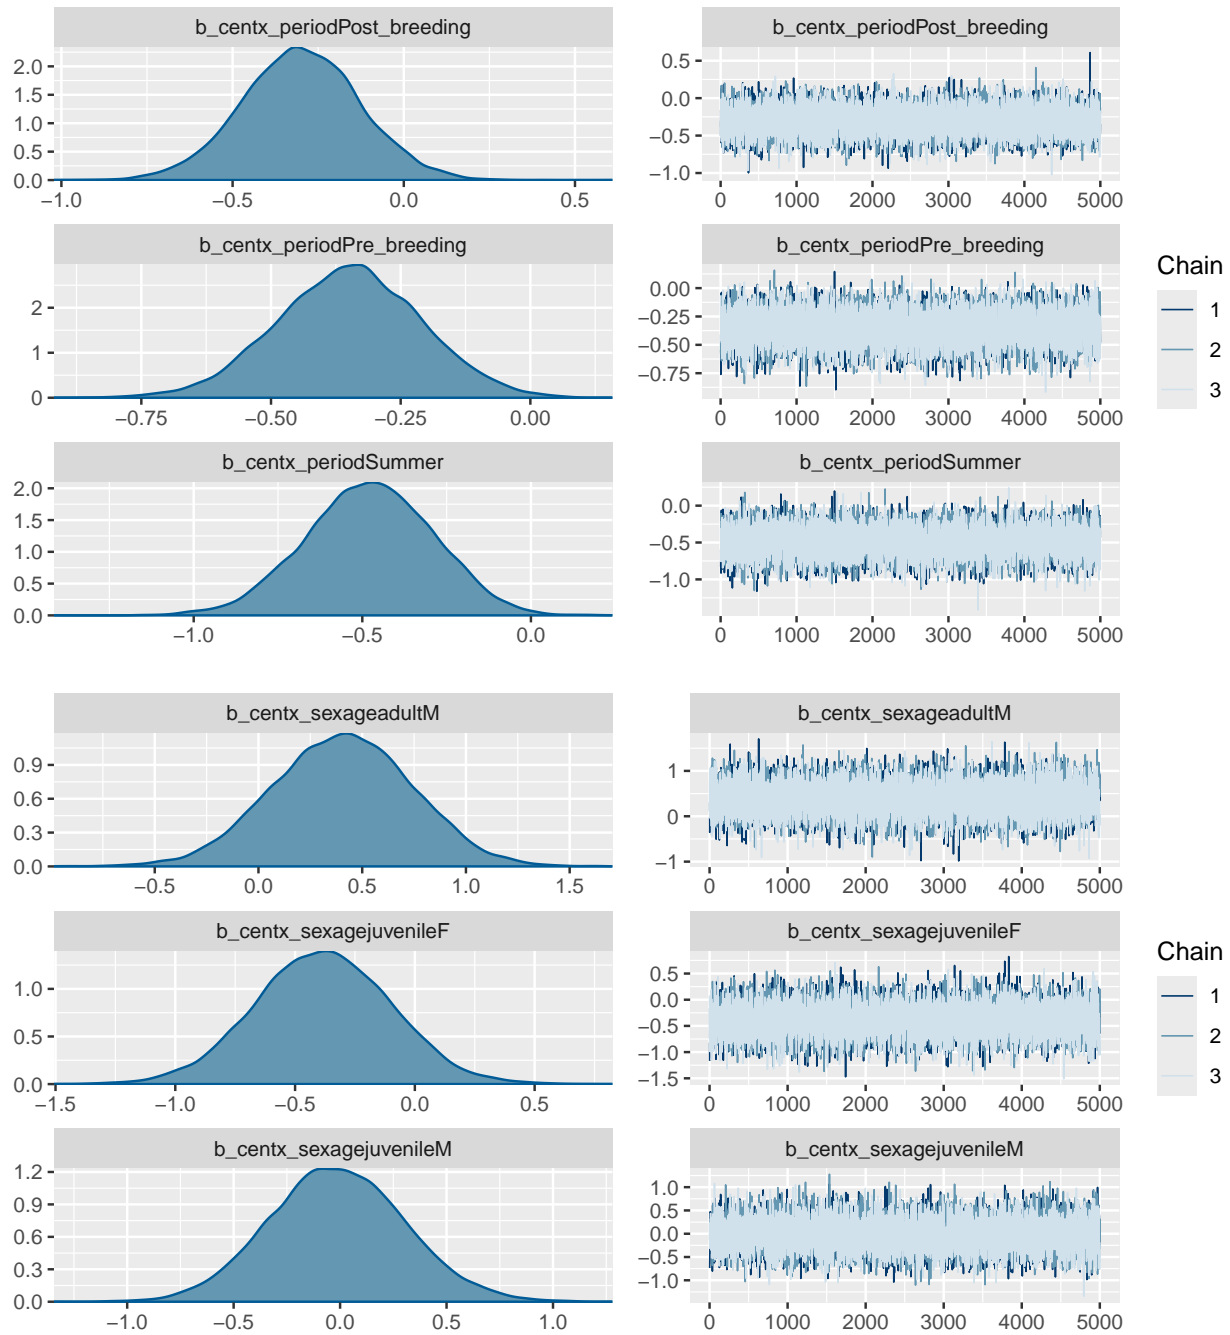 b_centx_periodPost_breeding
b_centx_periodPost_breeding
2.0
1.5
1.0
0.5
0.0
−1.0 −0.5 0.0 0.5
0.5
0.0
−0.5
−1.0
0 1000 2000 3000 4000 5000
b_centx_periodPre_breeding
b_centx_periodPre_breeding
2
1
0
−0.75 −0.50 −0.25 0.00
0.00
−0.25
−0.50
−0.75
0 1000 2000 3000 4000 5000
Chain
1
2
3
b_centx_periodSummer
b_centx_periodSummer
2.0
1.5
1.0
0.5
0.0
−1.0 −0.5 0.0
0.0
−0.5
−1.0
0 1000 2000 3000 4000 5000
b_centx_sexageadultM
b_centx_sexageadultM
0.9
0.6
0.3
0.0
−0.5 0.0 0.5 1.0 1.5
1
0
−1
0 1000 2000 3000 4000 5000
b_centx_sexagejuvenileF
b_centx_sexagejuvenileF
1.0
0.5
0.0
−1.5 −1.0 −0.5 0.0 0.5
0.5
0.0
−0.5
−1.0
−1.5
0 1000 2000 3000 4000 5000
Chain
1
2
3
b_centx_sexagejuvenileM
b_centx_sexagejuvenileM
1.2
0.9
0.6
0.3
0.0
−1.0 −0.5 0.0 0.5 1.0
1.0
0.5
0.0
−0.5
−1.0
0 1000 2000 3000 4000 5000